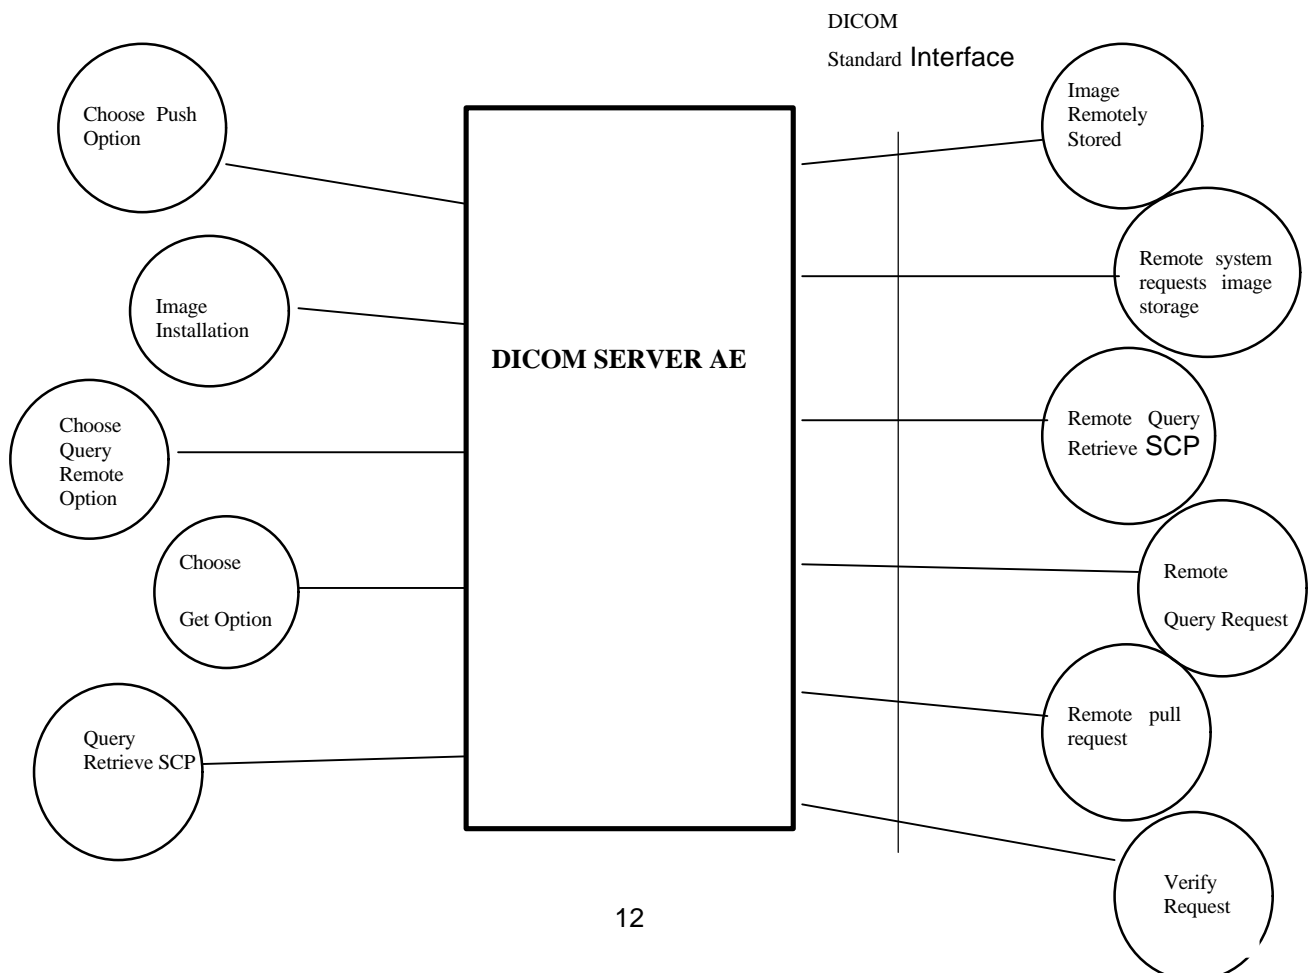 DICOM
Standard Interface
Choose Push
Option
Image
Installation
Choose
Query
Remote
Option
Choose
Get Option
Query
Retrieve SCP
DICOM SERVER AE
Image
Remotely
Stored
Remote system
requests image
storage
Remote Query
Retrieve SCP
Remote
Query Request
Remote pull
request
Verify
Request
12